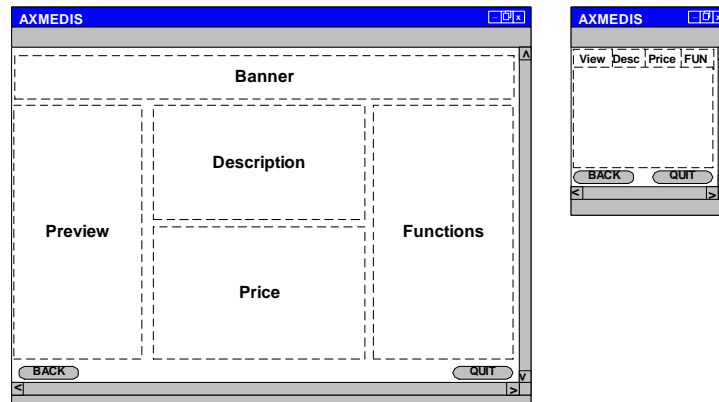 AXMEDIS
Banner
Preview
Description
Price
Functions
BACK QUIT
AXMEDIS
View Desc Price FUN
BACK QUIT